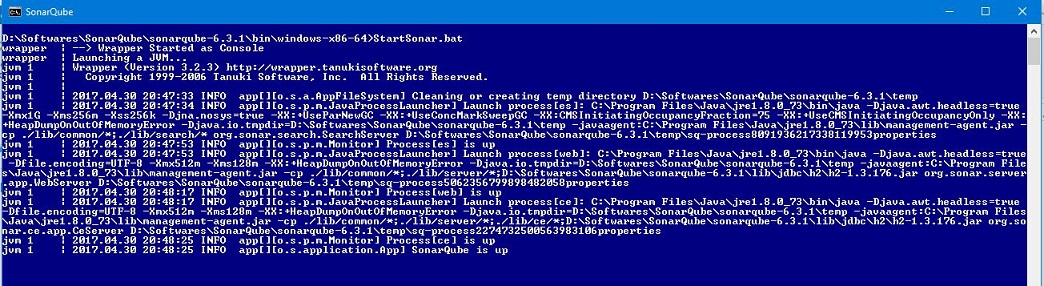 SonarQube
D:\Softwares\SonarQube\sonarqube-6.3.1\bin\windows-x86-64>StartSonar.bat
wrapper  | --> Wrapper Started as Console
wrapper  | Launching a JVM...
jvm 1    | Wrapper (Version 3.2.3) http://wrapper.tanukisoftware.org
jvm 1    |   Copyright 1999-2006 Tanuki Software, Inc.  All Rights Reserved.
jvm 1    |
jvm 1    | 2017.04.30 20:47:33 INFO  app[][o.s.a.AppFileSystem] Cleaning or creating temp directory D:\Softwares\SonarQube\sonarqube-6.3.1\temp
jvm 1    | 2017.04.30 20:47:34 INFO  app[][o.s.p.m.JavaProcessLauncher] Launch process[es]: C:\Program Files\Java\jre1.8.0_73\bin\java -Djava.awt.headless=true
-Xmx1G -Xms256m -Xss256k -Djna.nosys=true -XX:+UseParNewGC -XX:+UseConcMarkSweepGC -XX:CMSInitiatingOccupancyFraction=75 -XX:+UseCMSInitiatingOccupancyOnly -XX:
+HeapDumpOnOutOfMemoryError -Djava.io.tmpdir=D:\Softwares\SonarQube\sonarqube-6.3.1\temp -javaagent:C:\Program Files\Java\jre1.8.0_73\lib\management-agent.jar -
cp ./lib/common/*;./lib/search/* org.sonar.search.SearchServer D:\Softwares\SonarQube\sonarqube-6.3.1\temp\sq-process8091936217338119953properties
jvm 1    | 2017.04.30 20:47:53 INFO  app[][o.s.p.m.Monitor] Process[es] is up
jvm 1    | 2017.04.30 20:47:53 INFO  app[][o.s.p.m.JavaProcessLauncher] Launch process[web]: C:\Program Files\Java\jre1.8.0_73\bin\java -Djava.awt.headless=true
-Dfile.encoding=UTF-8 -Xmx512m -Xms128m -XX:+HeapDumpOnOutOfMemoryError -Djava.io.tmpdir=D:\Softwares\SonarQube\sonarqube-6.3.1\temp -javaagent:C:\Program File
s\Java\jre1.8.0_73\lib\management-agent.jar -cp ./lib/common/*;./lib/server/*;D:\Softwares\SonarQube\sonarqube-6.3.1\lib\jdbc\h2\h2-1.3.176.jar org.sonar.server
.app.WebServer D:\Softwares\SonarQube\sonarqube-6.3.1\temp\sq-process5062356799898482058properties
jvm 1    | 2017.04.30 20:48:17 INFO  app[][o.s.p.m.Monitor] Process[web] is up
jvm 1    | 2017.04.30 20:48:17 INFO  app[][o.s.p.m.JavaProcessLauncher] Launch process[ce]: C:\Program Files\Java\jre1.8.0_73\bin\java -Djava.awt.headless=true
-Dfile.encoding=UTF-8 -Xmx512m -Xms128m -XX:+HeapDumpOnOutOfMemoryError -Djava.io.tmpdir=D:\Softwares\SonarQube\sonarqube-6.3.1\temp -javaagent:C:\Program Files
\Java\jre1.8.0_73\lib\management-agent.jar -cp ./lib/common/*;./lib/server/*;./lib/ce/*;D:\Softwares\SonarQube\sonarqube-6.3.1\lib\jdbc\h2\h2-1.3.176.jar org.so
nar.ce.app.CeServer D:\Softwares\SonarQube\sonarqube-6.3.1\temp\sq-process2274732500563983106properties
jvm 1    | 2017.04.30 20:48:25 INFO  app[][o.s.p.m.Monitor] Process[ce] is up
jvm 1    | 2017.04.30 20:48:25 INFO  app[][o.s.application.App] SonarQube is up